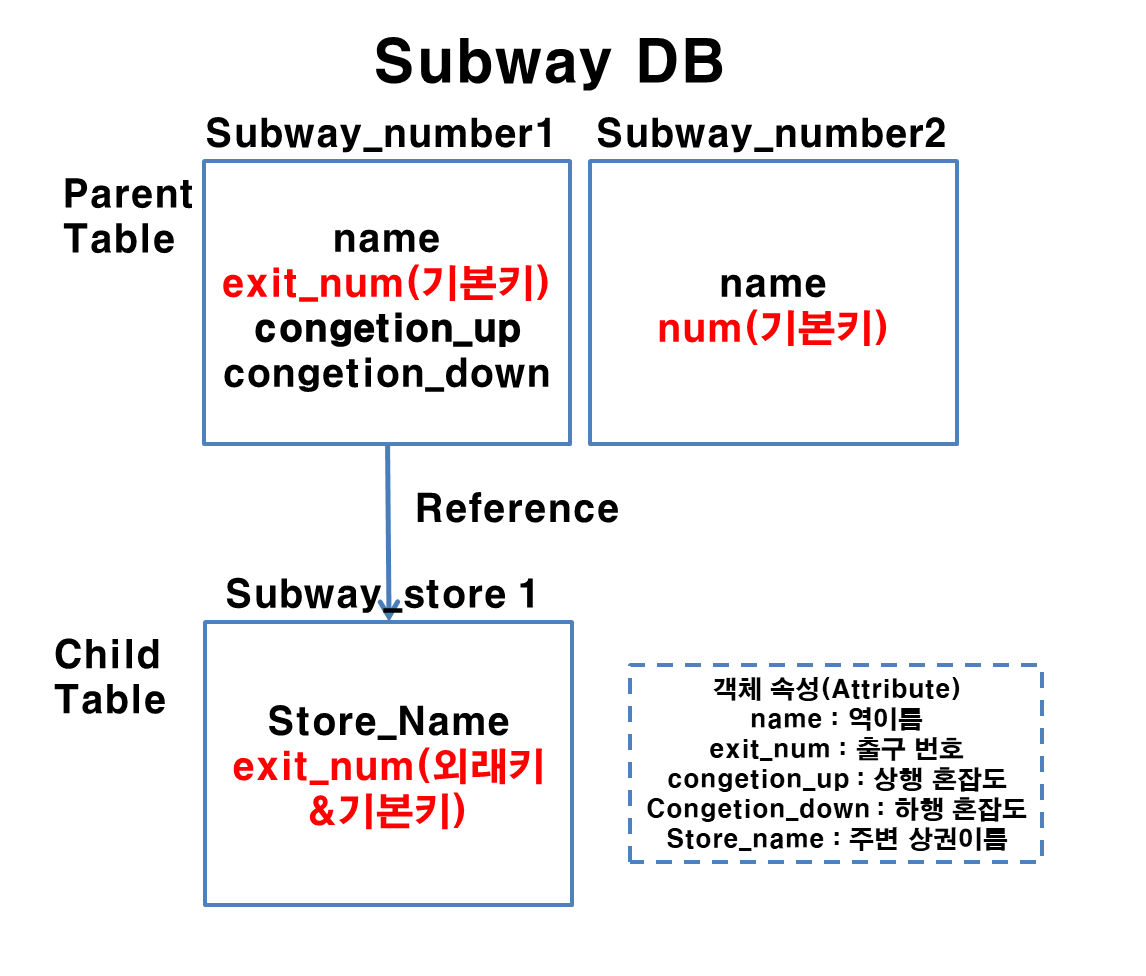 Subway DB
Subway_number1
Subway_number2
Parent
Table
name
exit_num(기본키)
congetion_up
congetion_down
name
num(기본키)
Reference
Subway_store 1
Child
Table
Store_Name
exit_num(외래키
&기본키)
객체 속성(Attribute)
name : 역이름
exit_num : 출구 번호
congetion_up : 상행 혼잡도
Congetion_down : 하행 혼잡도
Store_name : 주변 상권이름